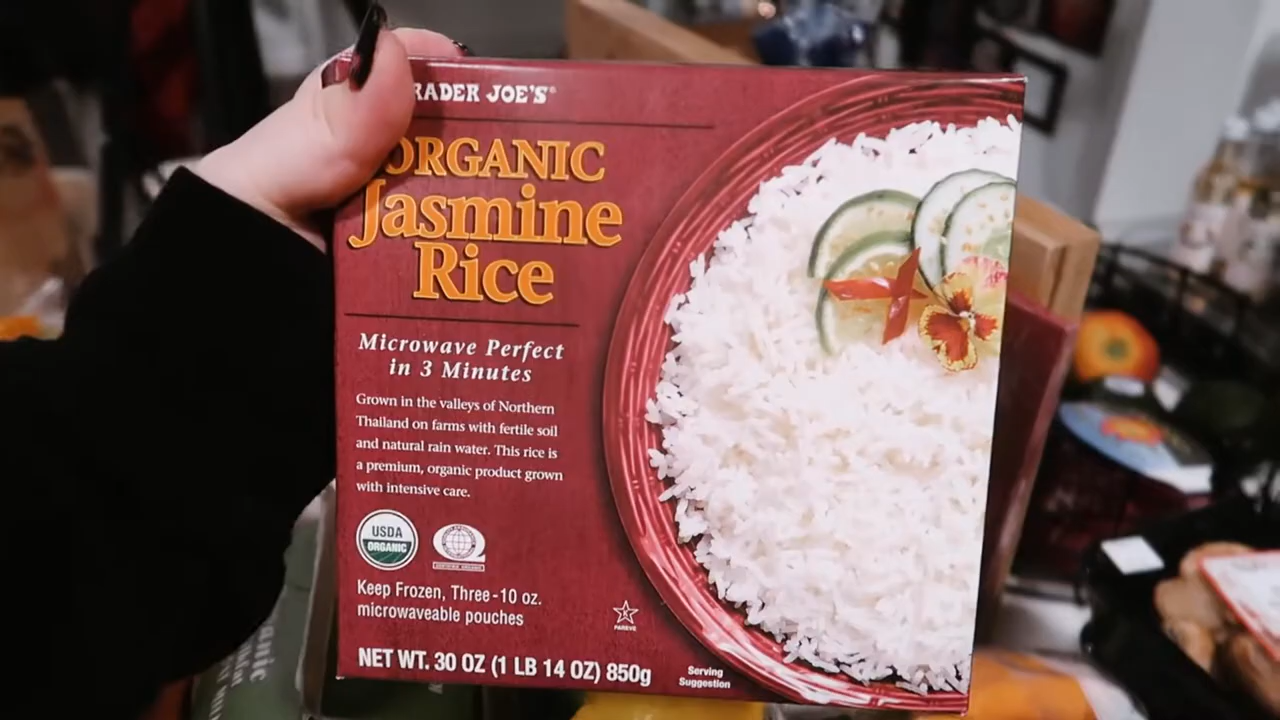 RADER JOE'S®
ORGANIC
Jasmine
Rice
Microwave Perfect
in 3 Minutes
Grown in the valleys of Northern
Thailand on farms with fertile soil
and natural rain water. This rice is
a premium, organic product grown
with intensive care.
USDA
ORGANIC
Keep Frozen, Three-10 oz.
microwaveable pouches
K
PAREVE
NET WT. 30 OZ (1 LB 14 OZ) 850g
Serving
Suggestion